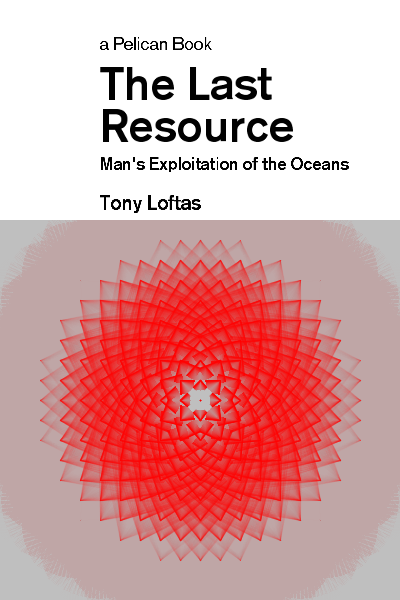 a Pelican Book
The Last
Resource
Man's Exploitation of the Oceans
Tony Loftas